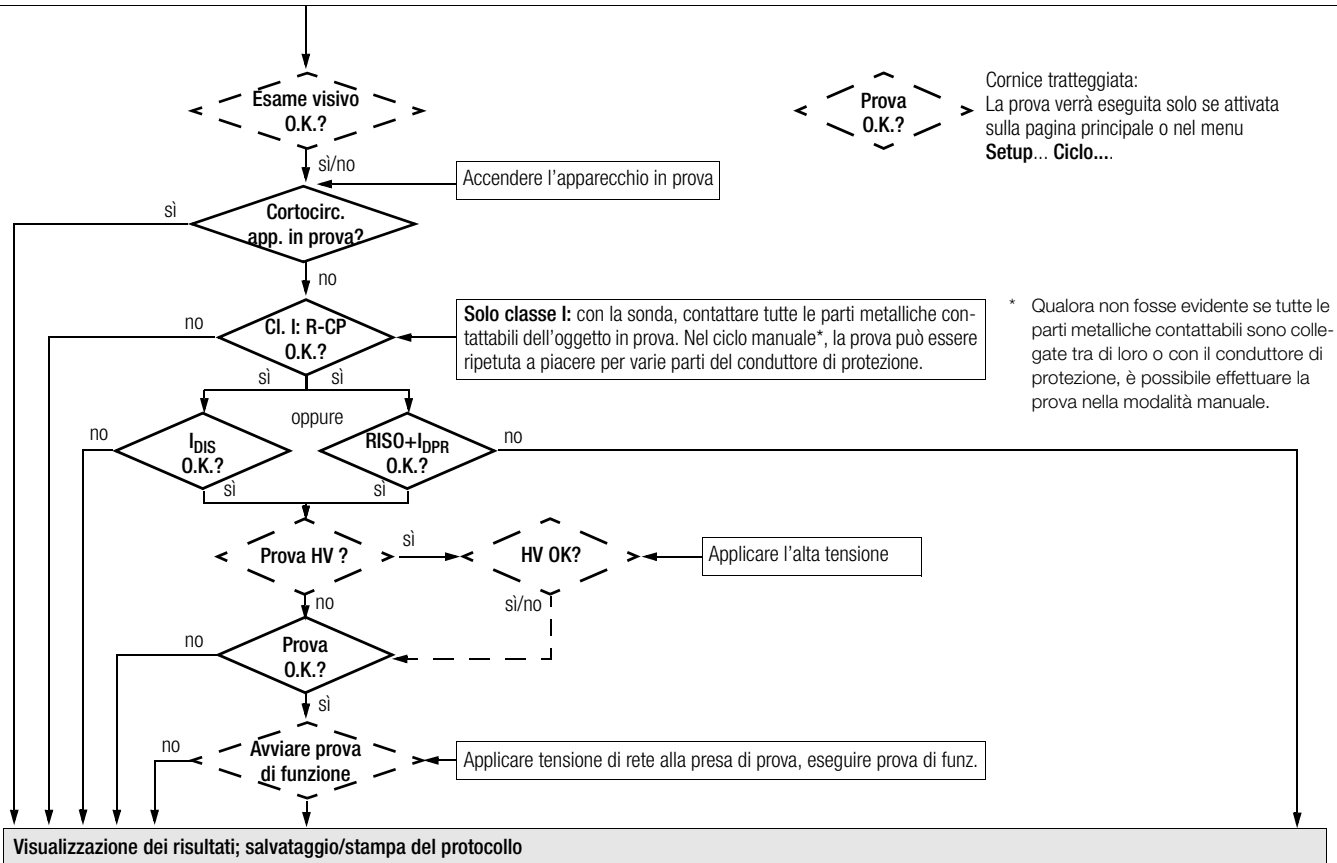 Esame visivo
O.K.?
Prova
O.K.?
Cornice tratteggiata:
La prova verrà eseguita solo se attivata
sulla pagina principale o nel menu
Setup... Ciclo....
sì/no
Accendere l'apparecchio in prova
sì
Cortocirc.
app. in prova?
no
no
Cl. I: R-CP
O.K.?
Solo classe I: con la sonda, contattare tutte le parti metalliche con-
tattabili dell'oggetto in prova. Nel ciclo manuale*, la prova può essere
ripetuta a piacere per varie parti del conduttore di protezione.
* Qualora non fosse evidente se tutte le
parti metalliche contattabili sono colle-
gate tra di loro o con il conduttore di
protezione, è possibile effettuare la
prova nella modalità manuale.
sì sì
oppure
no
IDIS
O.K.?
RISO+IDPR
O.K.?
no
sì sì
Prova HV ?
sì
HV OK?
Applicare l'alta tensione
no
sì/no
no
Prova
O.K.?
sì
no
Avviare prova
di funzione
Applicare tensione di rete alla presa di prova, eseguire prova di funz.
Visualizzazione dei risultati; salvataggio/stampa del protocollo